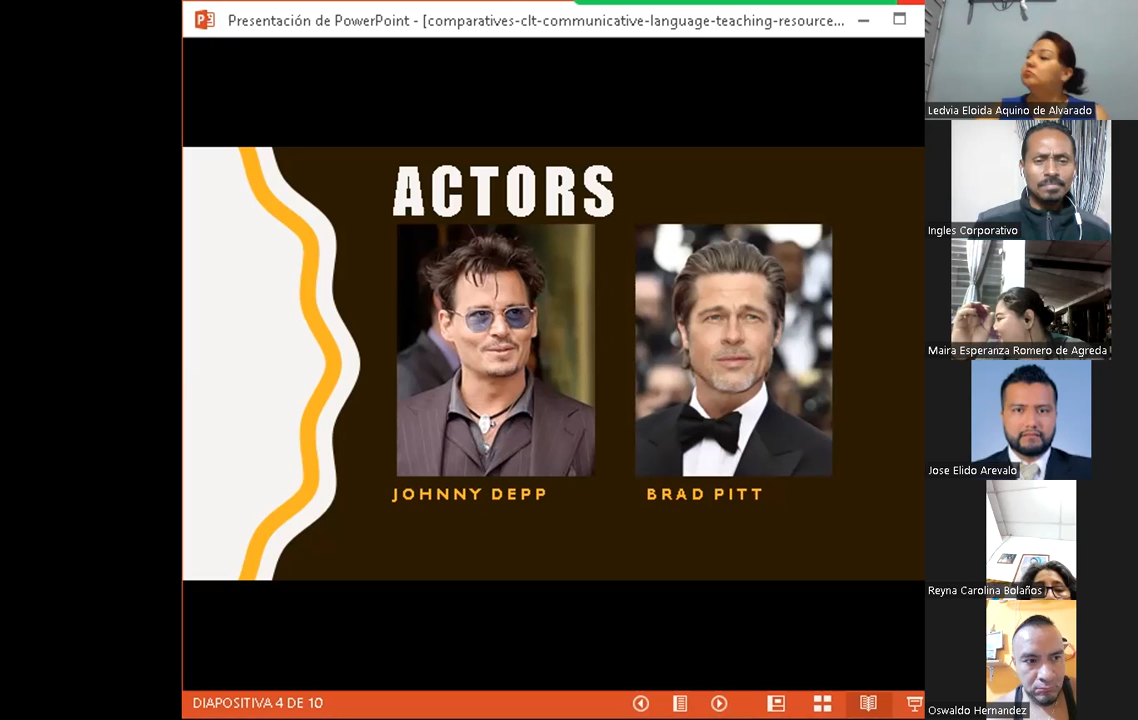 Presentación de PowerPoint - [comparatives-clt-communicative-language-teaching-resource...
ACTORS
JOHNNY DEPP
BRAD PITT
DIAPOSITIVA 4 DE 10
Ledvia Eloida Aquino de Alvarado
Ingles Corporativo
Maira Esperanza Romero de Agreda
Jose Elido Arevalo
Reyna Carolina Bolaños
Oswaldo Hernandez